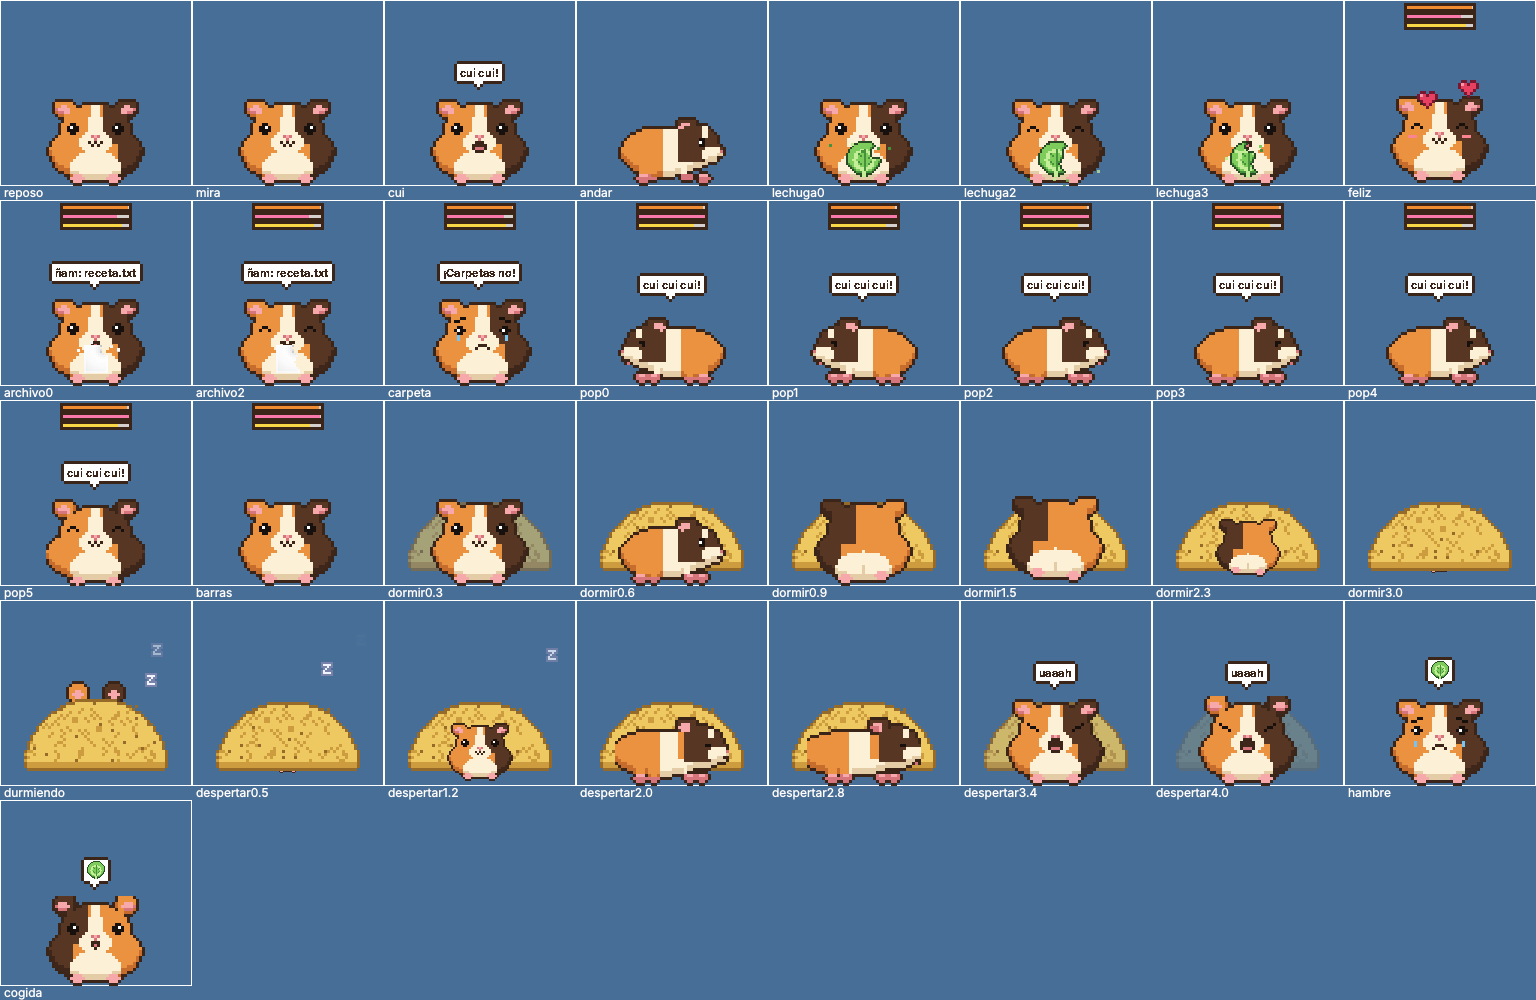 cui cui!
reposo
mira
cui
andar
lechuga0
lechuga2
lechuga3
feliz
ñam: receta.txt
ñam: receta.txt
¡Carpetas no!
cui cui cui!
cui cui cui!
cui cui cui!
cui cui cui!
cui cui cui!
archivo0
archivo2
carpeta
pop0
pop1
pop2
pop3
pop4
cui cui cui!
pop5
barras
dormir0.3
dormir0.6
dormir0.9
dormir1.5
dormir2.3
dormir3.0
Z
Z
Z
Z
uaaah
uaaah
durmiendo
despertar0.5
despertar1.2
despertar2.0
despertar2.8
despertar3.4
despertar4.0
hambre
cogida